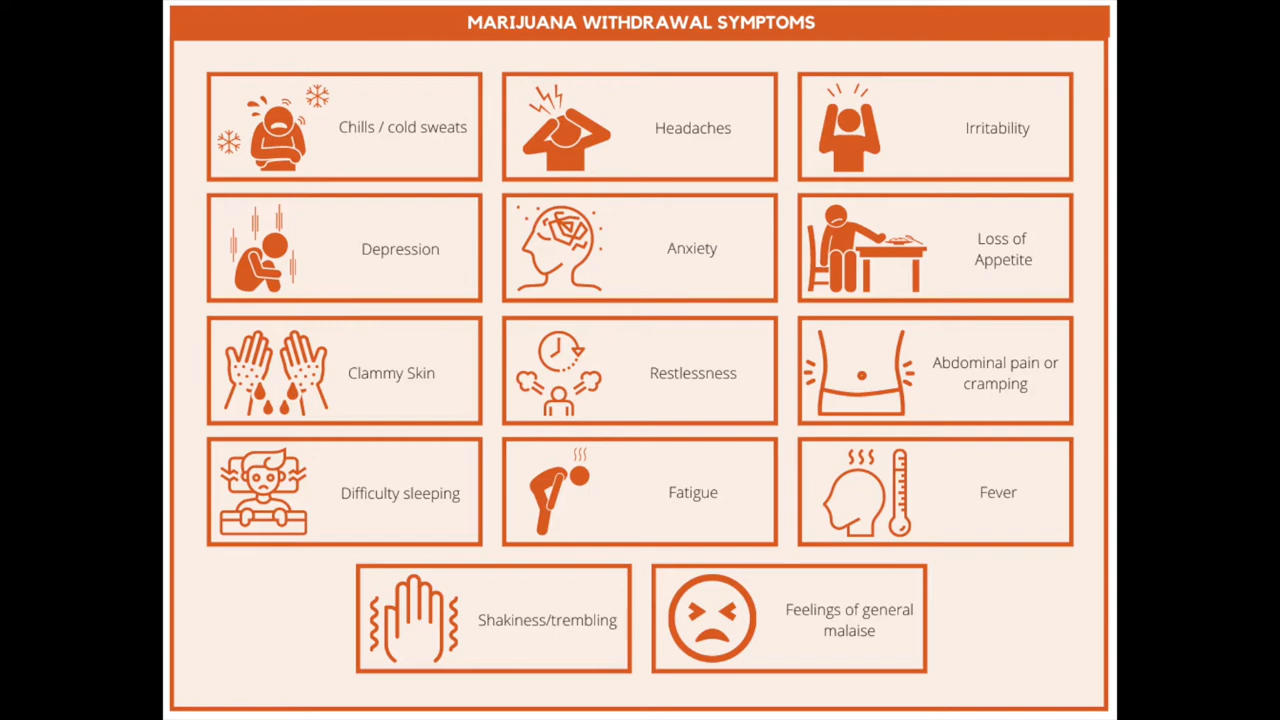 MARIJUANA WITHDRAWAL SYMPTOMS
Chills / cold sweats
Headaches
Irritability
Depression
Anxiety
Loss of
Appetite
Clammy Skin
Restlessness
Abdominal pain or
cramping
Difficulty sleeping
Fatigue
Fever
Shakiness/trembling
Feelings of general
malaise